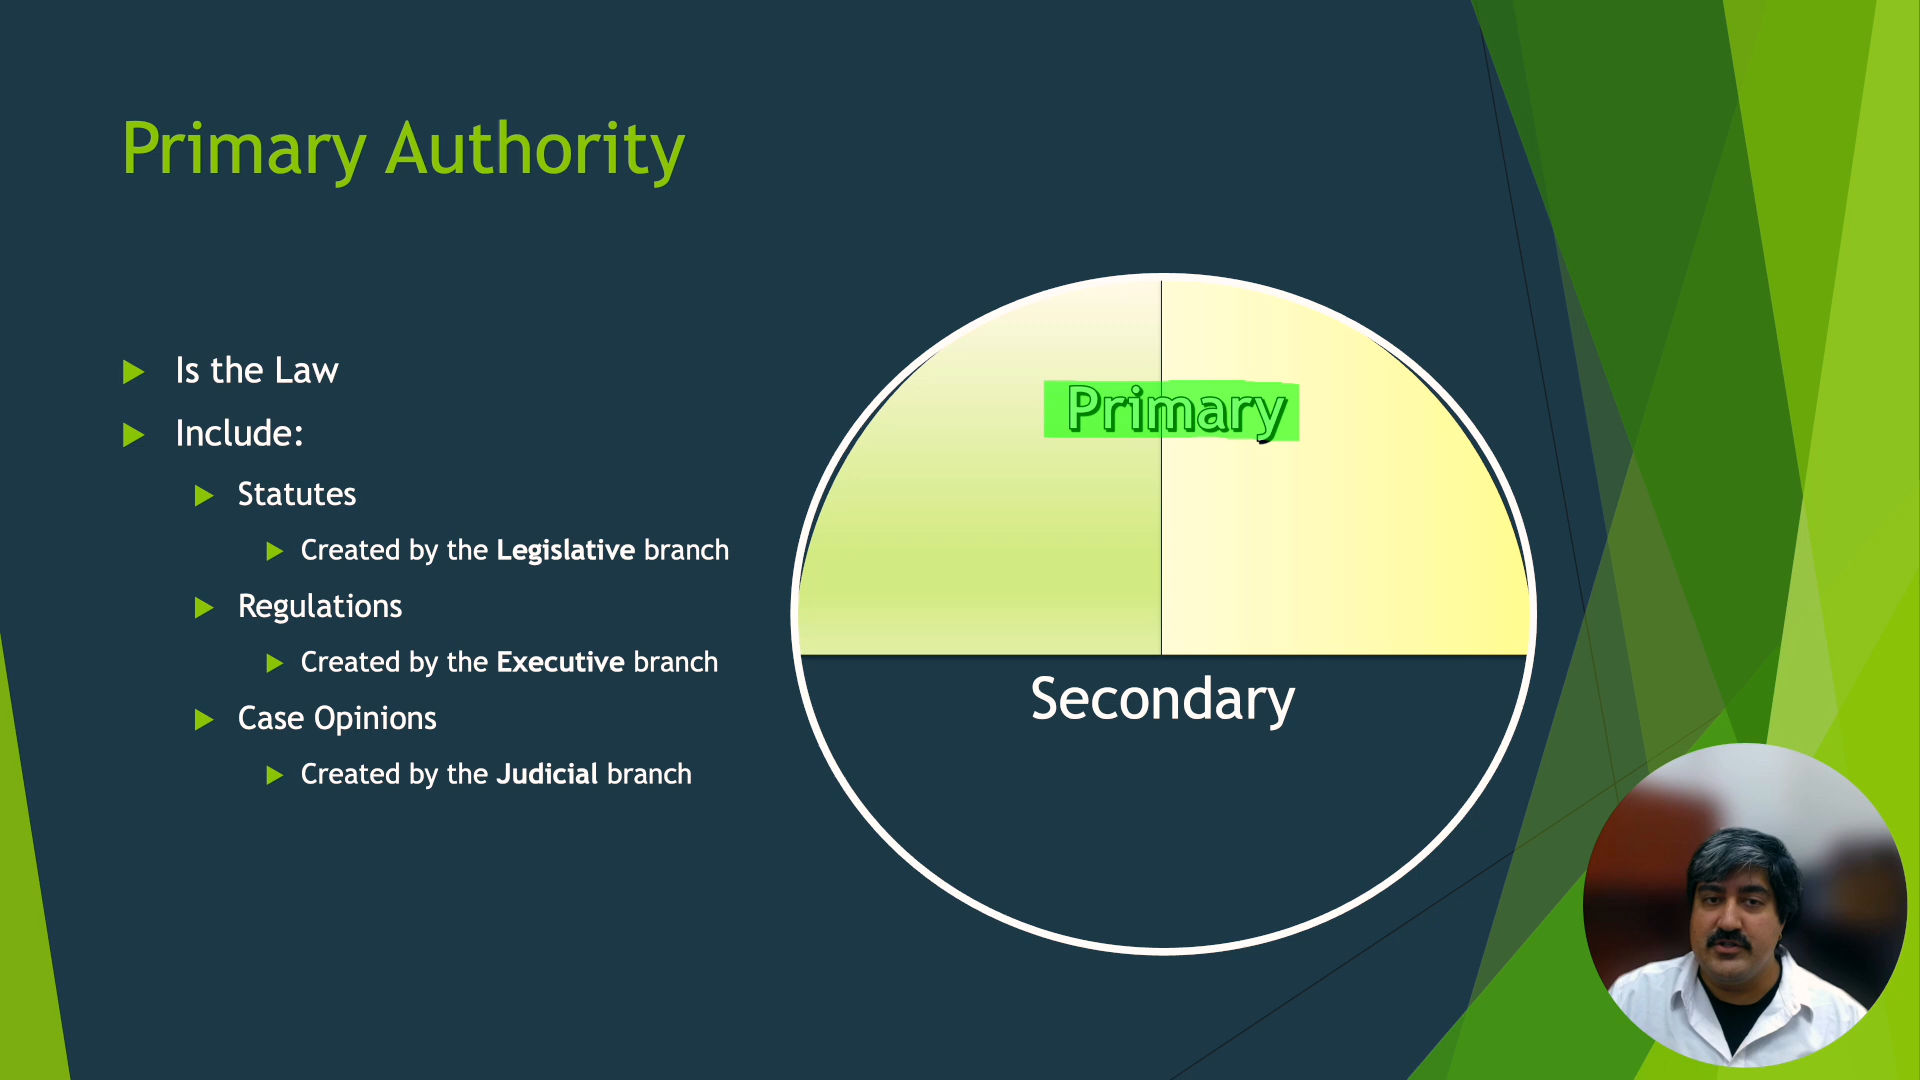 Primary Authority
Is the Law
Include:
Statutes
Created by the Legislative branch
Regulations
Created by the Executive branch
Case Opinions
Created by the Judicial branch
Primary
Secondary